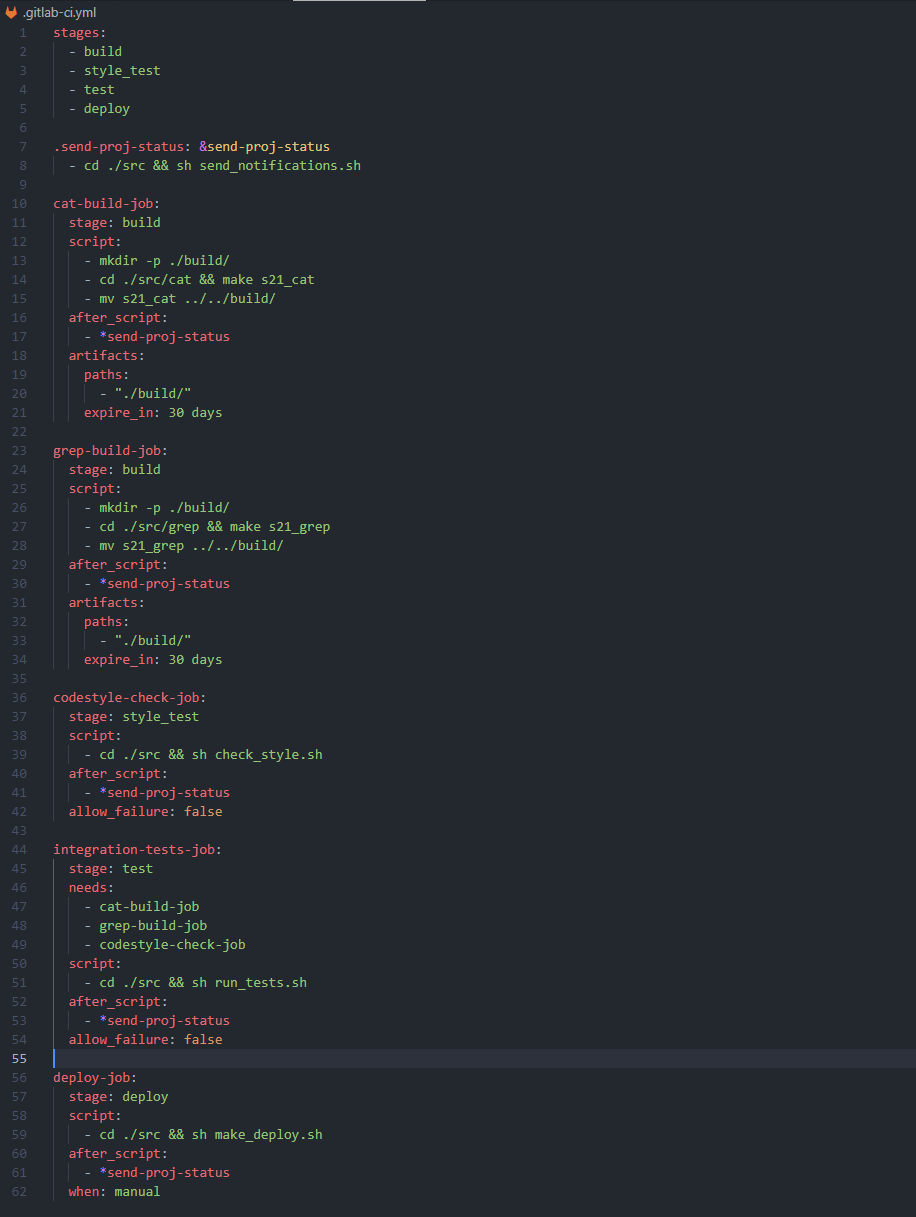 .gitlab-ci.yml
1 stages:
2   - build
3   - style_test
4   - test
5   - deploy
6
7 .send-proj-status: &send-proj-status
8   - cd ./src && sh send_notifications.sh
9
10 cat-build-job:
11   stage: build
12   script:
13     - mkdir -p ./build/
14     - cd ./src/cat && make s21_cat
15     - mv s21_cat ../../build/
16   after_script:
17     - *send-proj-status
18   artifacts:
19     paths:
20       - "./build/"
21     expire_in: 30 days
22
23 grep-build-job:
24   stage: build
25   script:
26     - mkdir -p ./build/
27     - cd ./src/grep && make s21_grep
28     - mv s21_grep ../../build/
29   after_script:
30     - *send-proj-status
31   artifacts:
32     paths:
33       - "./build/"
34     expire_in: 30 days
35
36 codestyle-check-job:
37   stage: style_test
38   script:
39     - cd ./src && sh check_style.sh
40   after_script:
41     - *send-proj-status
42   allow_failure: false
43
44 integration-tests-job:
45   stage: test
46   needs:
47     - cat-build-job
48     - grep-build-job
49     - codestyle-check-job
50   script:
51     - cd ./src && sh run_tests.sh
52   after_script:
53     - *send-proj-status
54   allow_failure: false
55
56 deploy-job:
57   stage: deploy
58   script:
59     - cd ./src && sh make_deploy.sh
60   after_script:
61     - *send-proj-status
62   when: manual